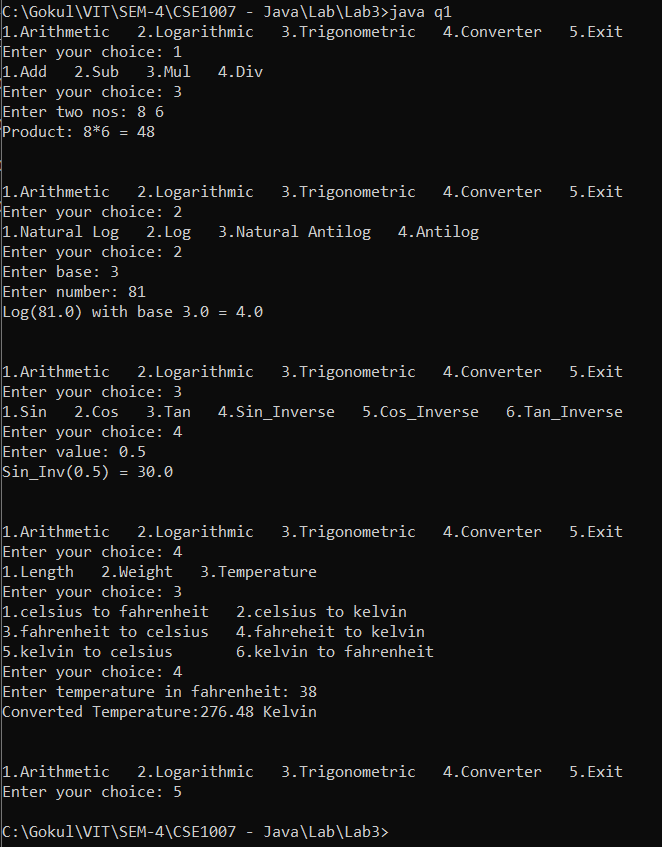 C:\Gokul\VIT\SEM-4\CSE1007 - Java\Lab\Lab3>java q1
1.Arithmetic   2.Logarithmic   3.Trigonometric   4.Converter   5.Exit
Enter your choice: 1
1.Add   2.Sub   3.Mul   4.Div
Enter your choice: 3
Enter two nos: 8 6
Product: 8*6 = 48
1.Arithmetic   2.Logarithmic   3.Trigonometric   4.Converter   5.Exit
Enter your choice: 2
1.Natural Log   2.Log   3.Natural Antilog   4.Antilog
Enter your choice: 2
Enter base: 3
Enter number: 81
Log(81.0) with base 3.0 = 4.0
1.Arithmetic   2.Logarithmic   3.Trigonometric   4.Converter   5.Exit
Enter your choice: 3
1.Sin   2.Cos   3.Tan   4.Sin_Inverse   5.Cos_Inverse   6.Tan_Inverse
Enter your choice: 4
Enter value: 0.5
Sin_Inv(0.5) = 30.0
1.Arithmetic   2.Logarithmic   3.Trigonometric   4.Converter   5.Exit
Enter your choice: 4
1.Length   2.Weight   3.Temperature
Enter your choice: 3
1.celsius to fahrenheit   2.celsius to kelvin
3.fahrenheit to celsius   4.fahreheit to kelvin
5.kelvin to celsius       6.kelvin to fahrenheit
Enter your choice: 4
Enter temperature in fahrenheit: 38
Converted Temperature:276.48 Kelvin
1.Arithmetic   2.Logarithmic   3.Trigonometric   4.Converter   5.Exit
Enter your choice: 5
C:\Gokul\VIT\SEM-4\CSE1007 - Java\Lab\Lab3>